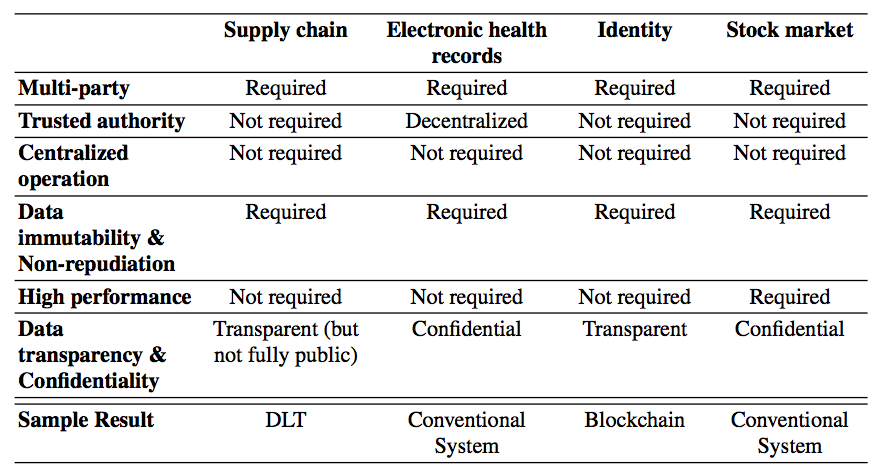 Supply chain Electronic health records Identity Stock market
Multi-party Required Required Required Required
Trusted authority Not required Decentralized Not required Not required
Centralized operation Not required Not required Not required Not required
Data immutability & Non-repudiation Required Required Required Required
High performance Not required Not required Not required Required
Data transparency & Confidentiality Transparent (but not fully public) Confidential Transparent Confidential
Sample Result DLT Conventional System Blockchain Conventional System